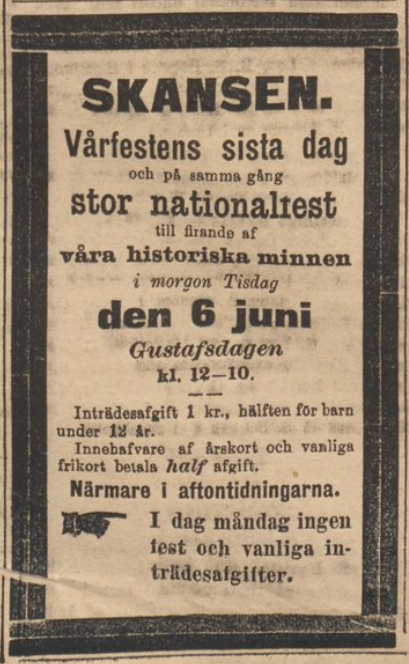 SKANSEN.
Vårfestens sista dag
och på samma gång
stor nationalfest
till firande af
våra historiska minnen
i morgon Tisdag
den 6 juni
Gustafsdagen
kl. 12—10.
Inträdesafgift 1 kr., hälften för barn
under 12 år.
Innehafvare af årskort och vanliga
frikort betala half afgift.
Närmare i aftontidningarna.
I dag måndag ingen
fest och vanliga in-
trädesafgifter.